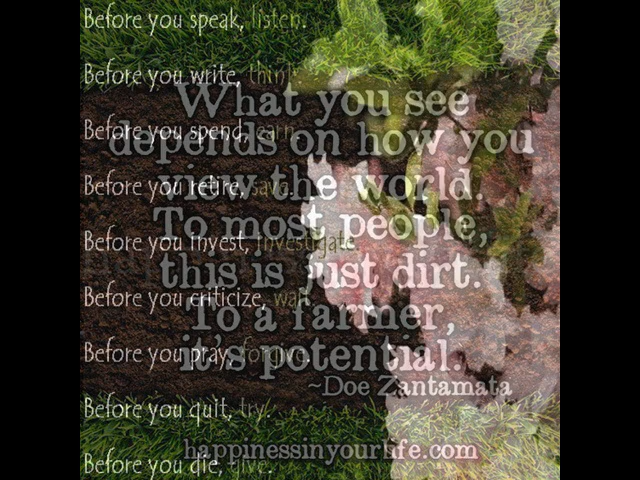 Before you speak, listen.
Before you write, think.
Before you spend, earn.
Before you retire, save.
Before you invest, investigate.
Before you criticize, wait.
Before you pray, forgive.
Before you quit, try.
Before you die, give.
What you see
depends on how you
view the world.
To most people,
this is just dirt.
To a farmer,
it's potential.
~Doe Zantamata
happinessinyourlife.com